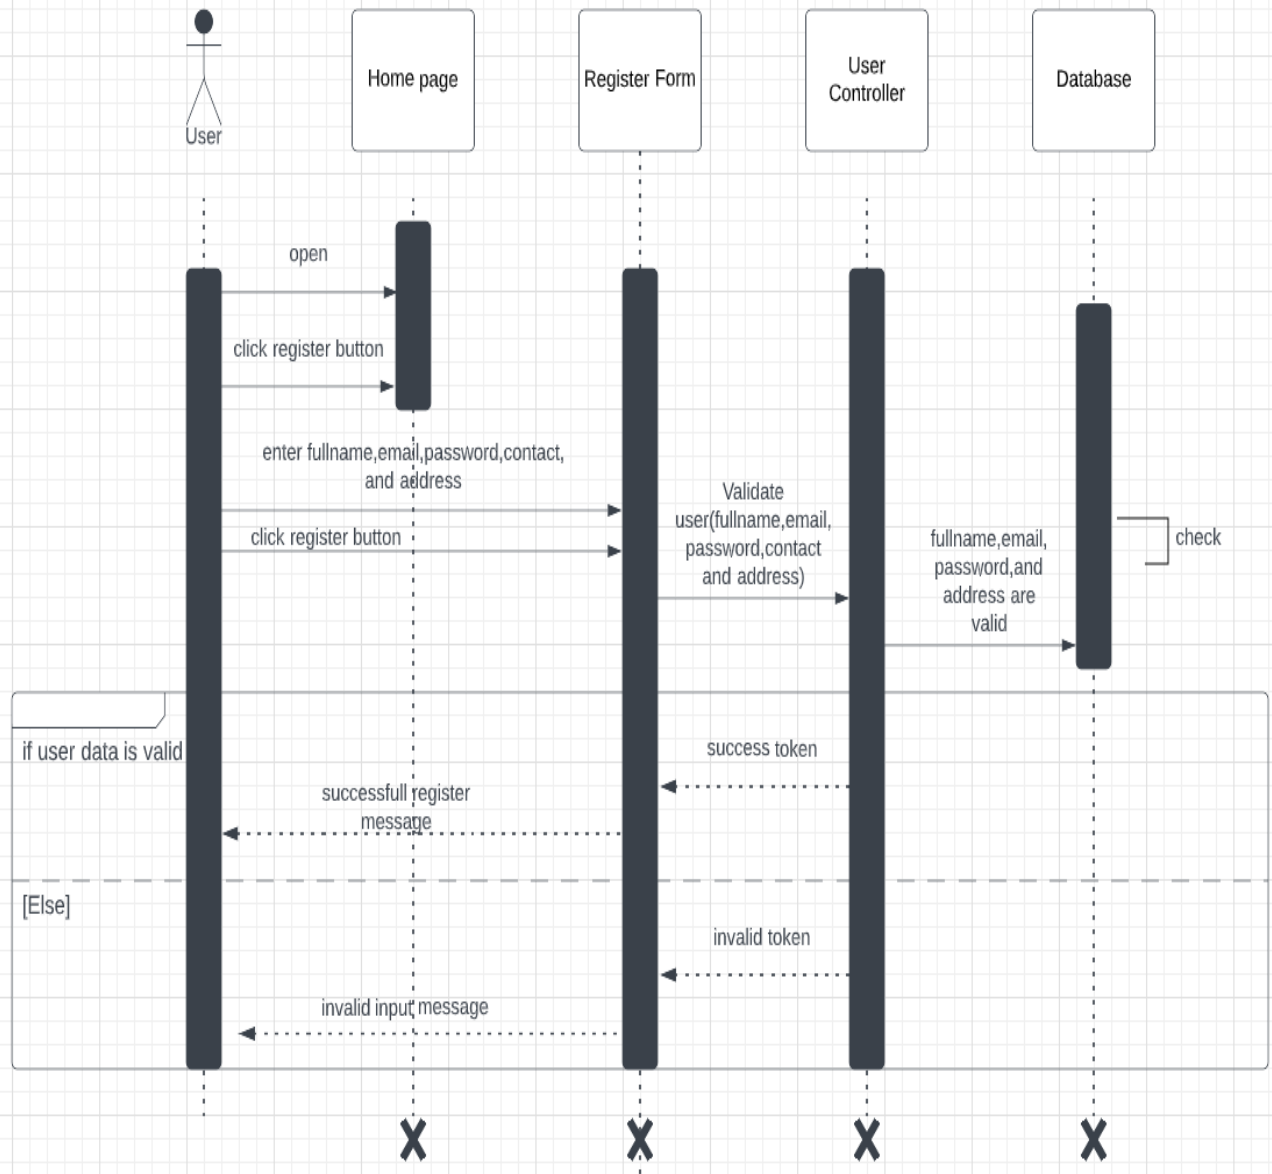 User
Home page
Register Form
User
Controller
Database
open
click register button
enter fullname,email,password,contact,
and address
click register button
Validate
user(fullname,email,
password,contact
and address)
fullname,email,
password,and
address are
valid
check
if user data is valid
success token
successfull register
message
[Else]
invalid token
invalid input message